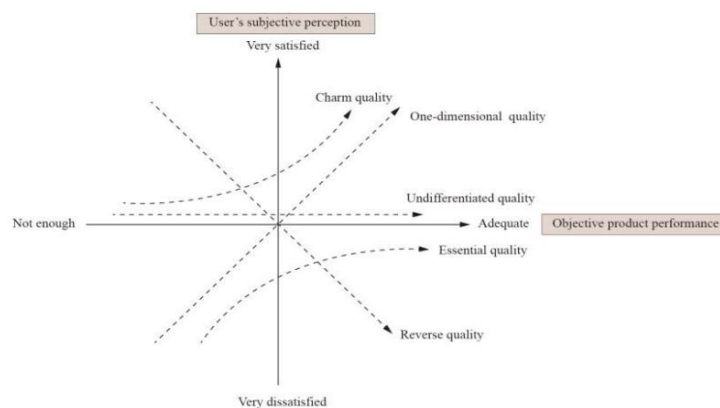 User´s subjective perception
Very satisfied
Charm quality
One-dimensional quality
Undifferentiated quality
Not enough
Adequate
Objective product performance
Essential quality
Reverse quality
Very dissatisfied